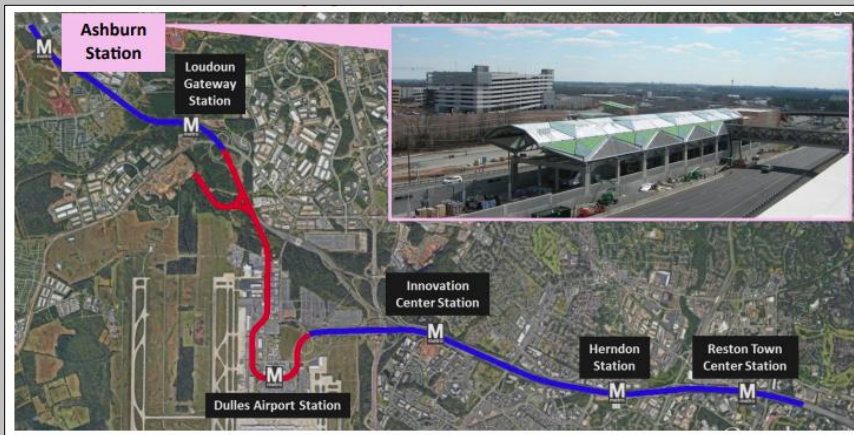 Ashburn
Station
M
Loudoun
Gateway
Station
M
Innovation
Center Station
M
Herndon
Station
M
Reston Town
Center Station
M
M
Dulles Airport Station